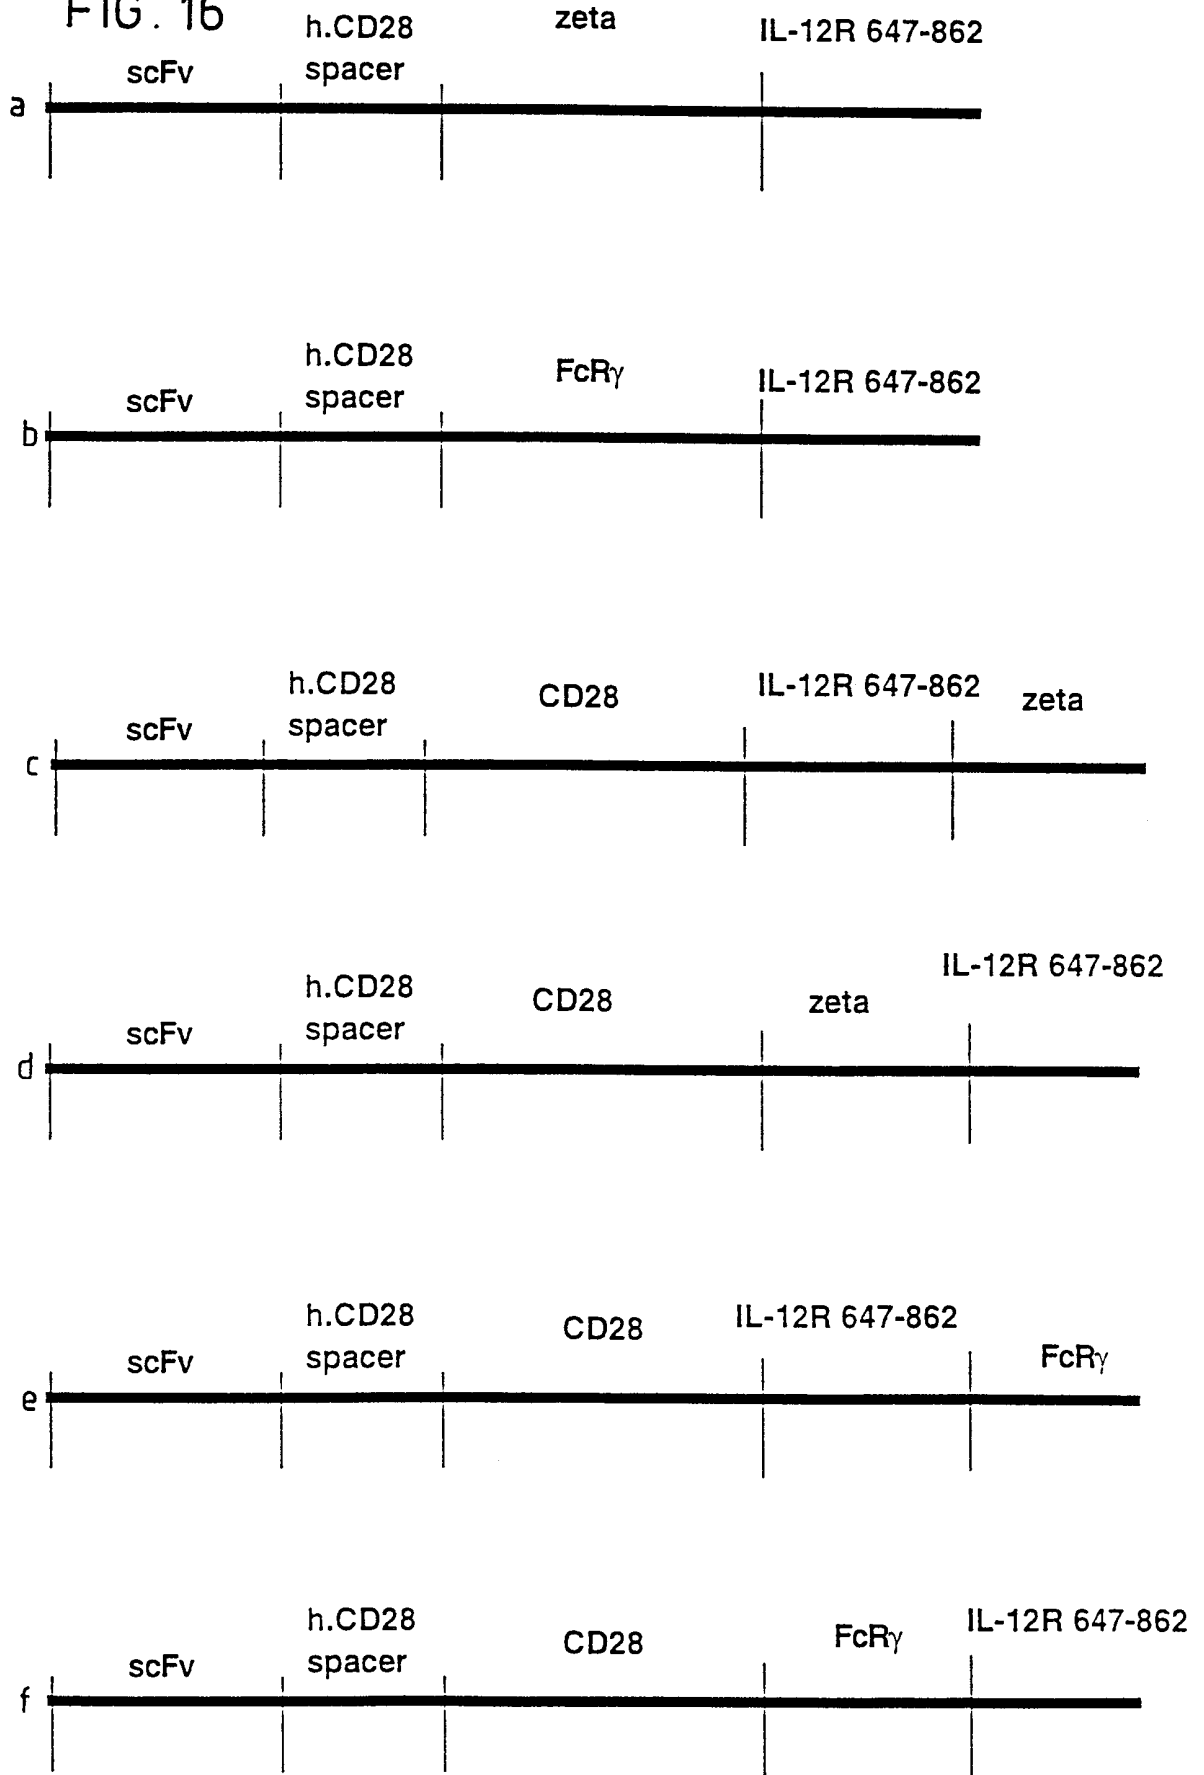 FIG. 16
scFv
h.CD28
spacer
zeta
IL-12R 647-862
a
scFv
h.CD28
spacer
FcRγ
IL-12R 647-862
b
scFv
h.CD28
spacer
CD28
IL-12R 647-862
zeta
c
scFv
h.CD28
spacer
CD28
zeta
IL-12R 647-862
d
scFv
h.CD28
spacer
CD28
IL-12R 647-862
FcRγ
e
scFv
h.CD28
spacer
CD28
FcRγ
IL-12R 647-862
f